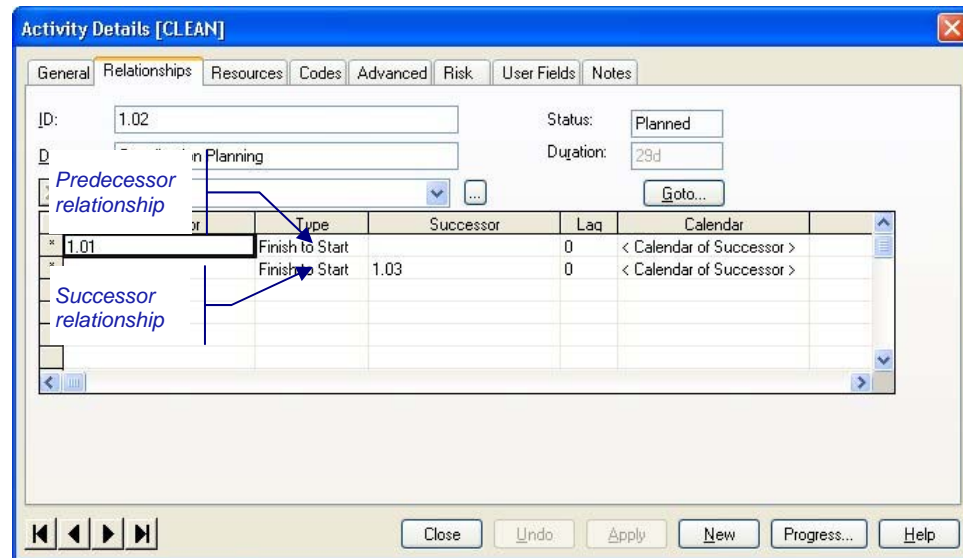 Activity Details [CLEAN]
General Relationships Resources Codes Advanced Risk User Fields Notes
ID: 1.02 Status: Planned
Planning Duration: 29d
... Goto...
Predecessor
relationship
Type Successor Lag Calendar
* 1.01 Finish to Start 0 < Calendar of Successor >
* Finish to Start 1.03 0 < Calendar of Successor >
Successor
relationship
Close Undo Apply New Progress... Help